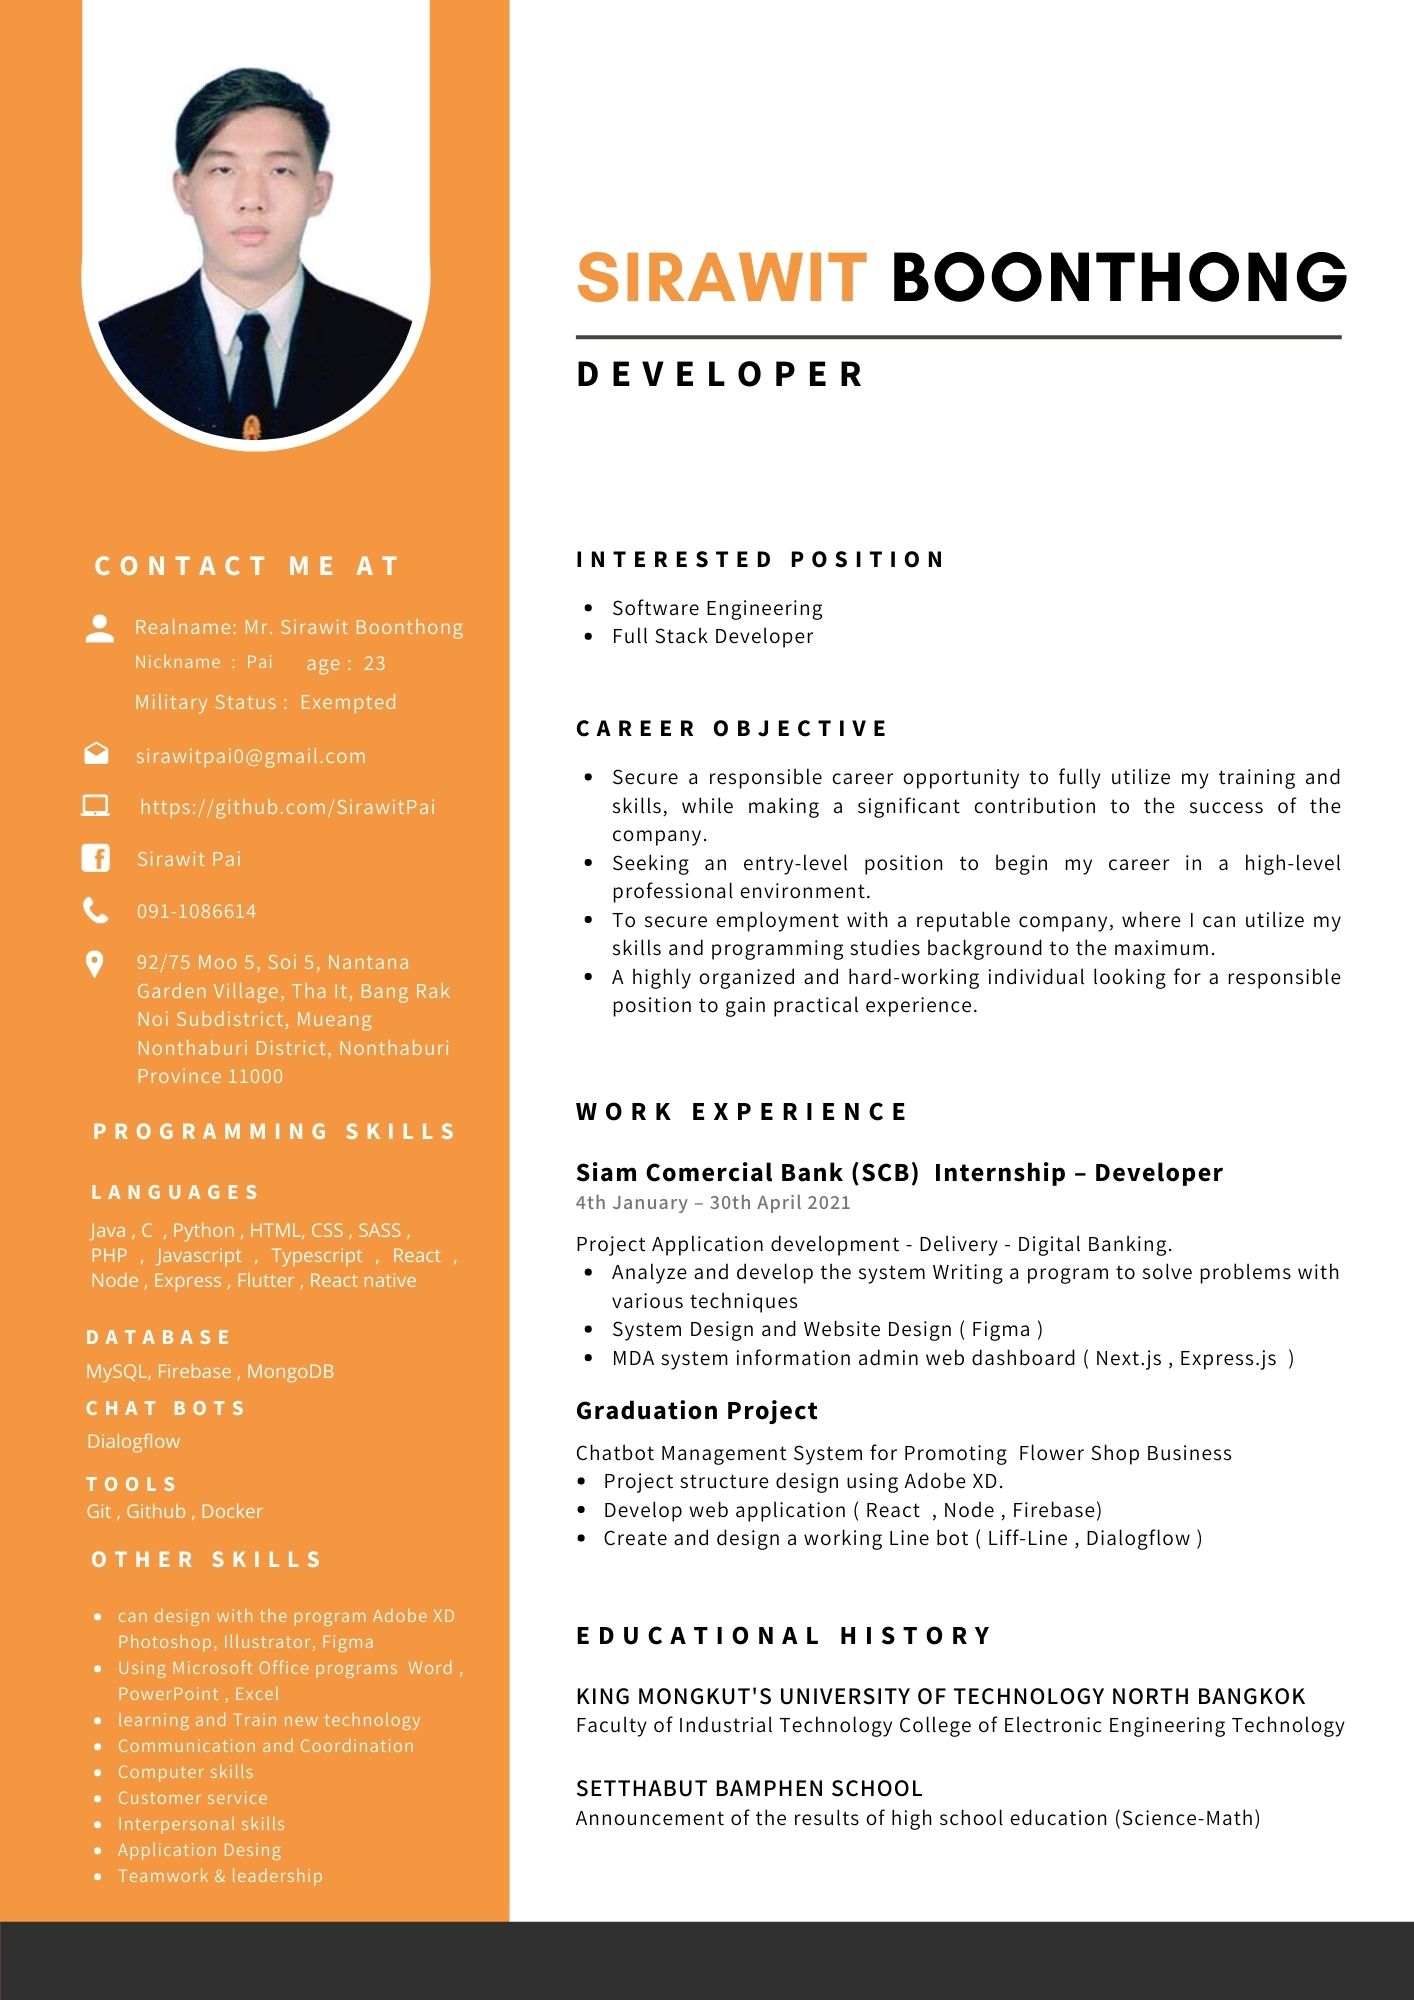 SIRAWIT BOONTHONG
DEVELOPER
CONTACT ME AT
Realname: Mr. Sirawit Boonthong
Nickname : Pai age : 23
Military Status : Exempted
sirawitpai0@gmail.com
https://github.com/SirawitPai
Sirawit Pai
091-1086614
92/75 Moo 5, Soi 5, Nantana
Garden Village, Tha It, Bang Rak
Noi Subdistrict, Mueang
Nonthaburi District, Nonthaburi
Province 11000
PROGRAMMING SKILLS
LANGUAGES
Java , C , Python , HTML, CSS , SASS ,
PHP , Javascript , Typescript , React ,
Node , Express , Flutter , React native
DATABASE
MySQL, Firebase , MongoDB
CHAT BOTS
Dialogflow
TOOLS
Git , Github , Docker
OTHER SKILLS
• can design with the program Adobe XD
Photoshop, Illustrator, Figma
• Using Microsoft Office programs Word ,
PowerPoint , Excel
• learning and Train new technology
• Communication and Coordination
• Computer skills
• Customer service
• Interpersonal skills
• Application Desing
• Teamwork & leadership
INTERESTED POSITION
• Software Engineering
• Full Stack Developer
CAREER OBJECTIVE
• Secure a responsible career opportunity to fully utilize my training and
skills, while making a significant contribution to the success of the
company.
• Seeking an entry-level position to begin my career in a high-level
professional environment.
• To secure employment with a reputable company, where I can utilize my
skills and programming studies background to the maximum.
• A highly organized and hard-working individual looking for a responsible
position to gain practical experience.
WORK EXPERIENCE
Siam Comercial Bank (SCB) Internship – Developer
4th January – 30th April 2021
Project Application development - Delivery - Digital Banking.
• Analyze and develop the system Writing a program to solve problems with
various techniques
• System Design and Website Design ( Figma )
• MDA system information admin web dashboard ( Next.js , Express.js )
Graduation Project
Chatbot Management System for Promoting Flower Shop Business
• Project structure design using Adobe XD.
• Develop web application ( React , Node , Firebase)
• Create and design a working Line bot ( Liff-Line , Dialogflow )
EDUCATIONAL HISTORY
KING MONGKUT'S UNIVERSITY OF TECHNOLOGY NORTH BANGKOK
Faculty of Industrial Technology College of Electronic Engineering Technology
SETTHABUT BAMPHEN SCHOOL
Announcement of the results of high school education (Science-Math)